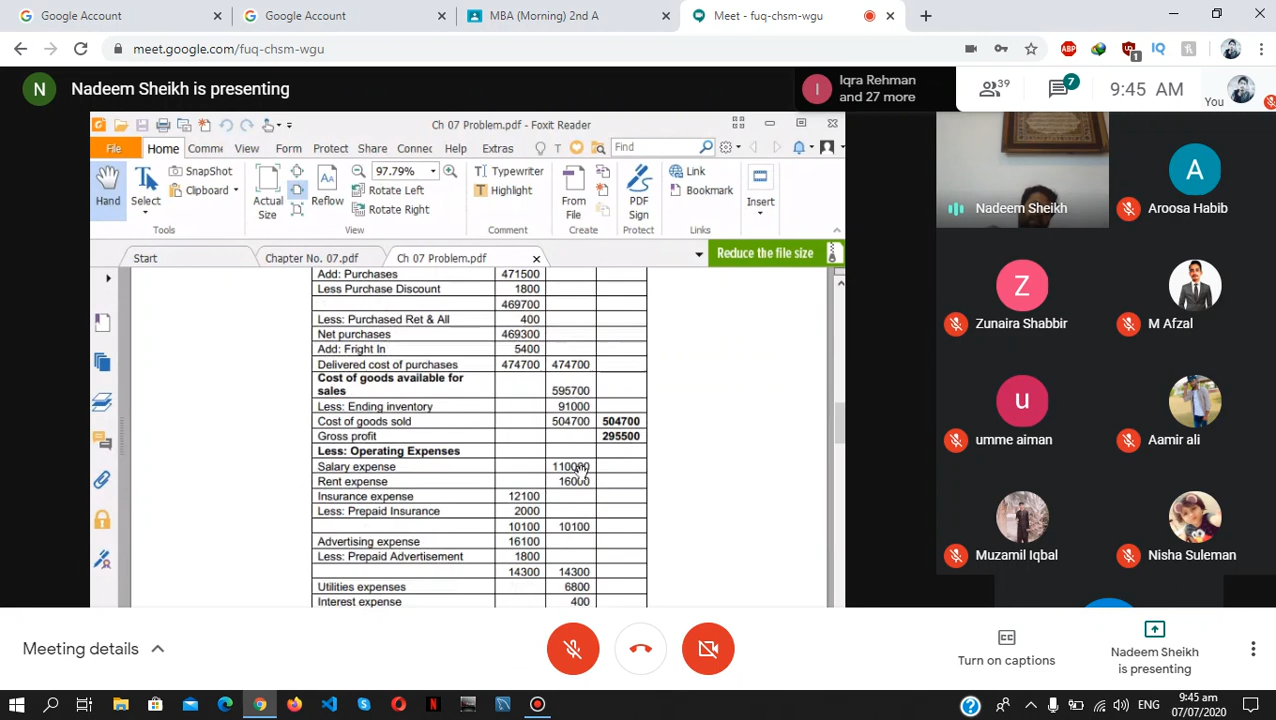 Google Account
Google Account
MBA (Morning) 2nd A
Meet - fuq-chsm-wgu
meet.google.com/fuq-chsm-wgu
ABP
1
IQ
N
Nadeem Sheikh is presenting
I
Iqra Rehman
and 27 more
39
7
9:45 AM
You
Ch 07 Problem.pdf - Foxit Reader
File
Home
Comme
View
Form
Protect
Share
Connec
Help
Extras
Find
Hand
Select
SnapShot
Clipboard
Actual
Size
Reflow
97.79%
Rotate Left
Rotate Right
Typewriter
Highlight
From
File
PDF
Sign
Link
Bookmark
Insert
Tools
View
Comment
Create
Protect
Links
Start
Chapter No. 07.pdf
Ch 07 Problem.pdf
Reduce the file size
Add: Purchases 471500
Less Purchase Discount 1800
469700
Less: Purchased Ret & All 400
Net purchases 469300
Add: Fright In 5400
Delivered cost of purchases 474700 474700
Cost of goods available for
sales 595700
Less: Ending inventory 91000
Cost of goods sold 504700 504700
Gross profit 295500
Less: Operating Expenses
Salary expense 110000
Rent expense 16000
Insurance expense 12100
Less: Prepaid Insurance 2000
10100 10100
Advertising expense 16100
Less: Prepaid Advertisement 1800
14300 14300
Utilities expenses 6800
Interest expense 400
Nadeem Sheikh
A
Aroosa Habib
Z
Zunaira Shabbir
M Afzal
u
umme aiman
Aamir ali
Muzamil Iqbal
Nisha Suleman
Meeting details
Turn on captions
Nadeem Sheikh
is presenting
ENG
9:45 am
07/07/2020